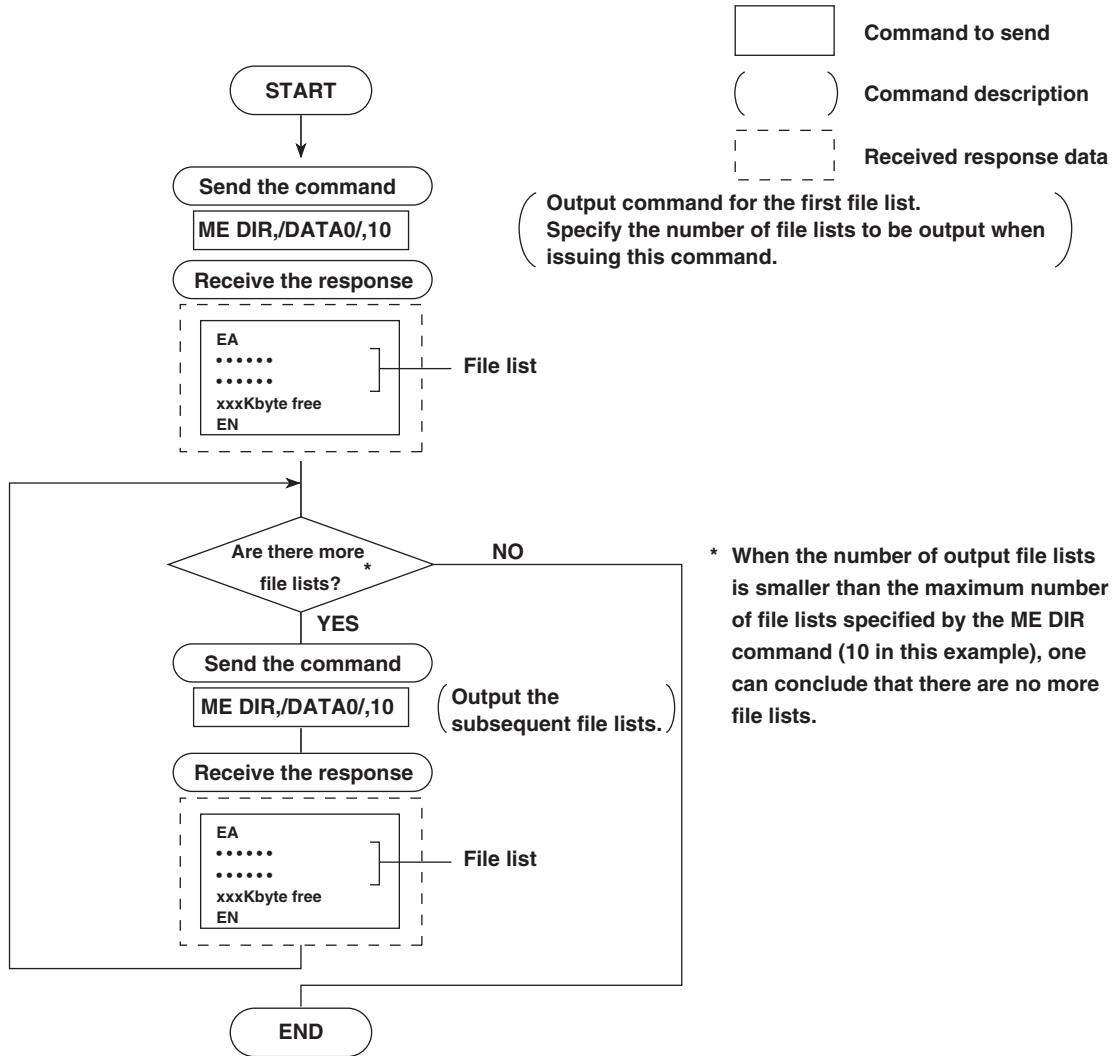 Command to send
START
Command description
Received response data
Send the command
ME DIR,/DATA0/,10
Output command for the first file list.
Specify the number of file lists to be output when
issuing this command.
Receive the response
EA
••••••
••••••
xxxKbyte free
EN
File list
Are there more
file lists?
*
NO
YES
* When the number of output file lists
is smaller than the maximum number
of file lists specified by the ME DIR
command (10 in this example), one
can conclude that there are no more
file lists.
Send the command
ME DIR,/DATA0/,10
Output the
subsequent file lists.
Receive the response
EA
••••••
••••••
xxxKbyte free
EN
File list
END